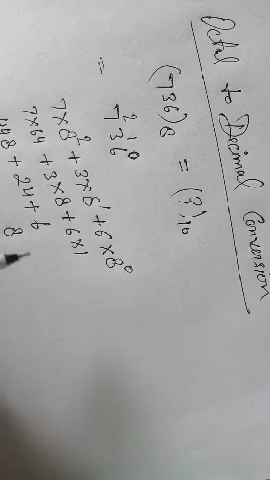 Octal to Decimal Conversion
(736)8 = (?)10
2 1 0
= 736
7×8² + 3×8¹ + 6×8⁰
7×64 + 3×8 + 6×1
448 + 24 + 6
8